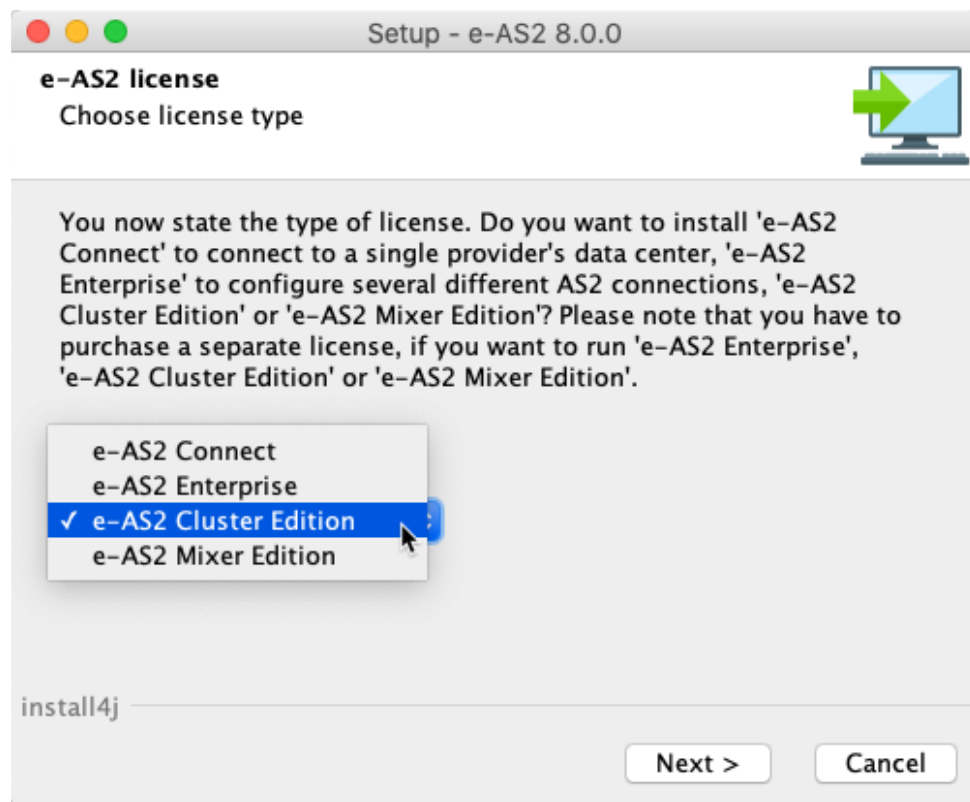 Setup - e-AS2 8.0.0
e-AS2 license
Choose license type
You now state the type of license. Do you want to install 'e-AS2
Connect' to connect to a single provider's data center, 'e-AS2
Enterprise' to configure several different AS2 connections, 'e-AS2
Cluster Edition' or 'e-AS2 Mixer Edition'? Please note that you have to
purchase a separate license, if you want to run 'e-AS2 Enterprise',
'e-AS2 Cluster Edition' or 'e-AS2 Mixer Edition'.
e-AS2 Connect
e-AS2 Enterprise
✓ e-AS2 Cluster Edition
e-AS2 Mixer Edition
install4j
Next >
Cancel